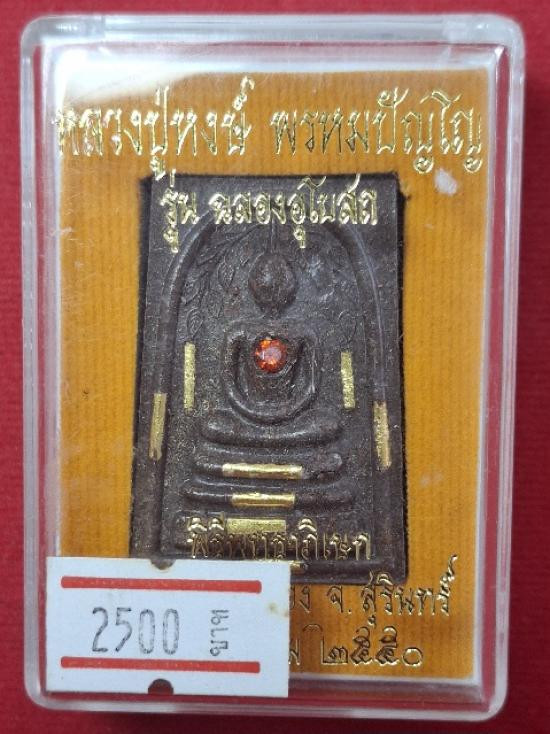 หลวงปู่หงษ์ พรหมปัญโญ
รุ่น ฉลองอุโบสถ
พิธีพุทธาภิเษก
จ.สุรินทร์
๒๕๕๐
2500 บาท